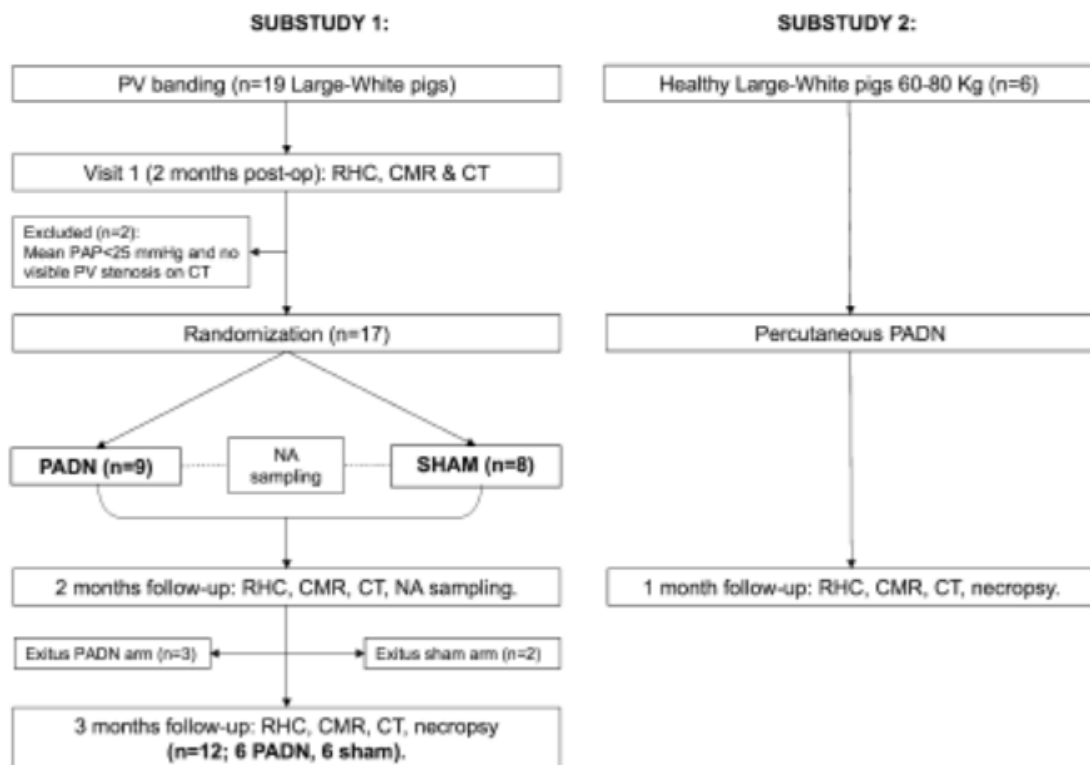 SUBSTUDY 1:
PV banding (n=19 Large-White pigs)
Visit 1 (2 months post-op): RHC, CMR & CT
Excluded (n=2):
Mean PAP<25 mmHg and no
visible PV stenosis on CT
Randomization (n=17)
PADN (n=9)
NA
sampling
SHAM (n=8)
2 months follow-up: RHC, CMR, CT, NA sampling.
Exitus PADN arm (n=3)
Exitus sham arm (n=2)
3 months follow-up: RHC, CMR, CT, necropsy
(n=12; 6 PADN, 6 sham).
SUBSTUDY 2:
Healthy Large-White pigs 60-80 Kg (n=6)
Percutaneous PADN
1 month follow-up: RHC, CMR, CT, necropsy.